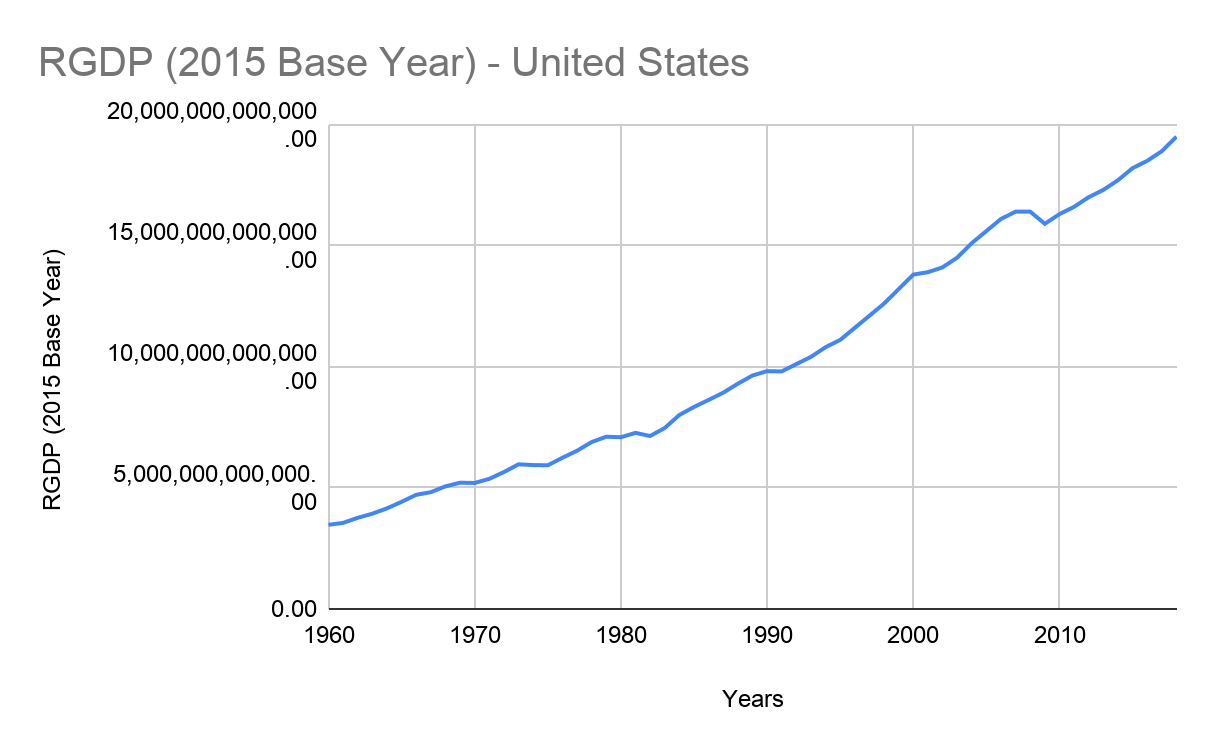 RGDP (2015 Base Year) - United States
20,000,000,000,000
.00
15,000,000,000,000
.00
10,000,000,000,000
.00
5,000,000,000,000.
00
0.00
RGDP (2015 Base Year)
1960 1970 1980 1990 2000 2010
Years